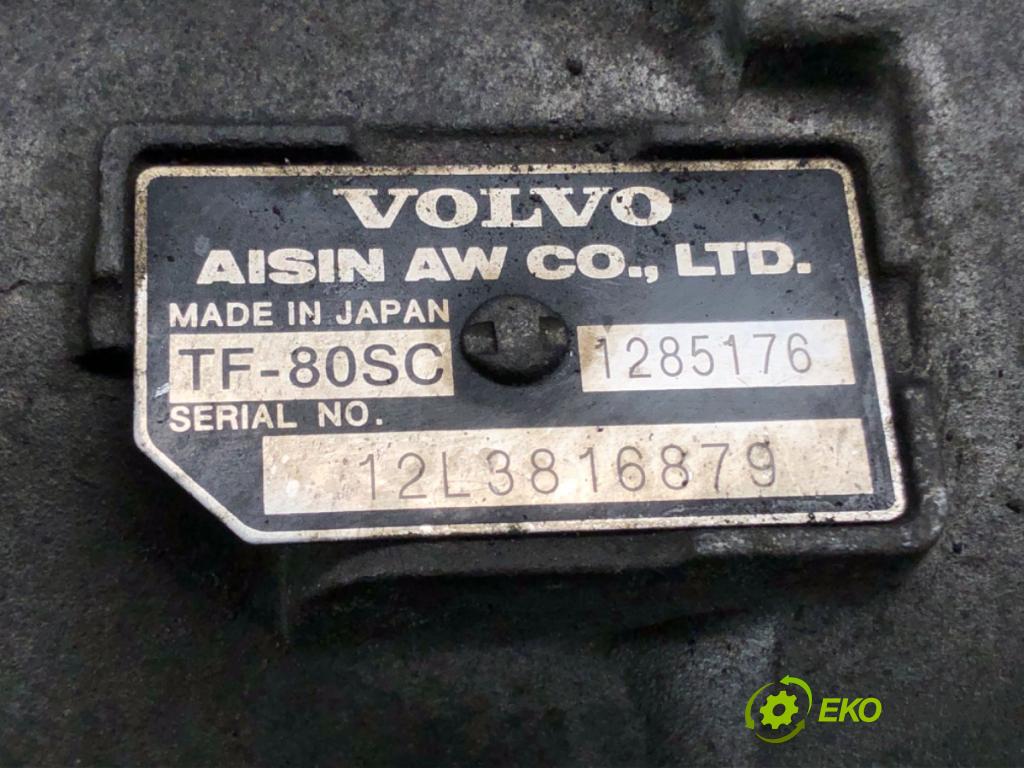 VOLVO
AISIN AW CO., LTD.
MADE IN JAPAN
TF-80SC 1285176
SERIAL NO.
12L3816879
EKO